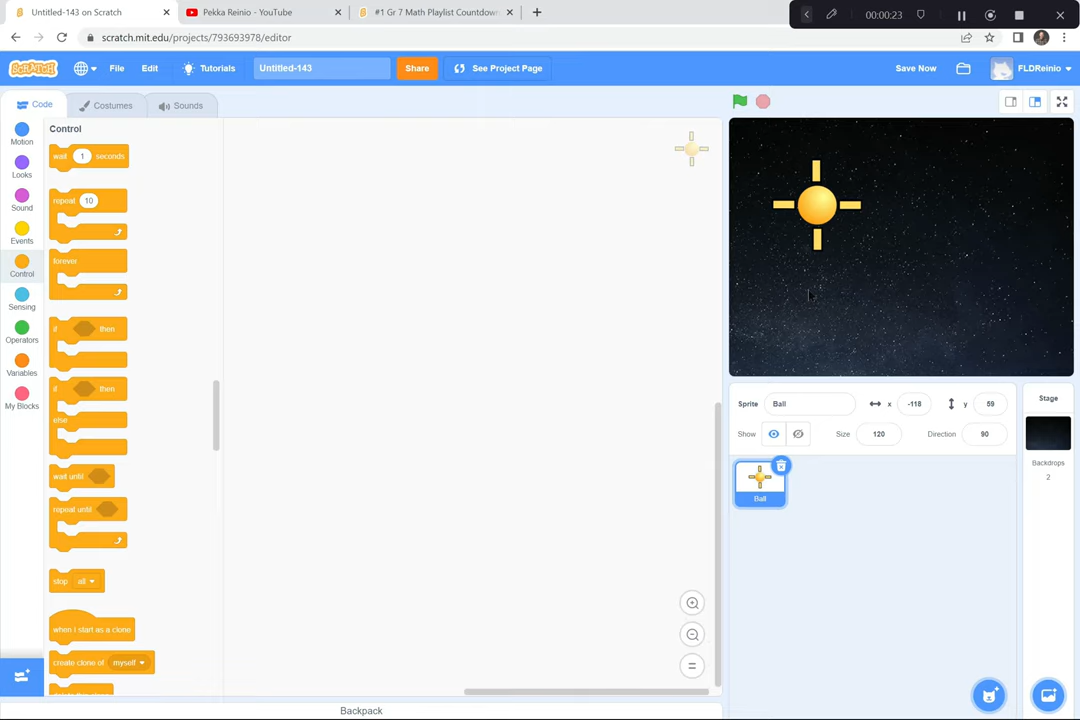 Untitled-143 on Scratch
Pekka Reinio - YouTube
#1 Gr 7 Math Playlist Countdown
00:00:23
scratch.mit.edu/projects/793693978/editor
SCRATCH
File
Edit
Tutorials
Untitled-143
Share
See Project Page
Save Now
FLDReinio
Code
Costumes
Sounds
Motion
Looks
Sound
Events
Control
Sensing
Operators
Variables
My Blocks
Control
wait 1 seconds
repeat 10
forever
if then
if then
else
wait until
repeat until
stop all
when I start as a clone
create clone of myself
Sprite Ball x -118 y 59
Show Size 120 Direction 90
Ball
Stage
Backdrops
2
Backpack